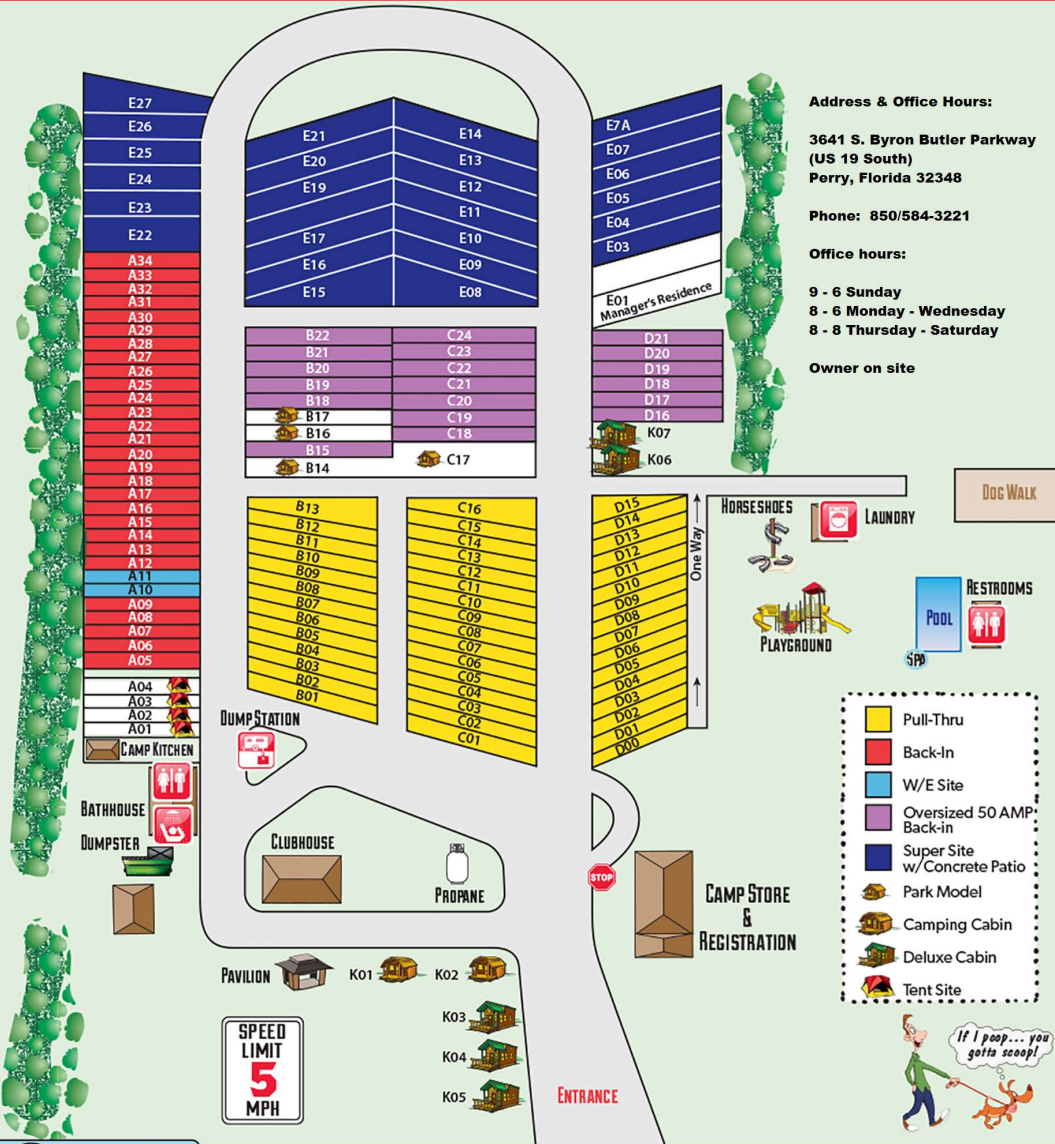 E27
E26
E25
E24
E23
E22
A34
A33
A32
A31
A30
A29
A28
A27
A26
A25
A24
A23
A22
A21
A20
A19
A18
A17
A16
A15
A14
A13
A12
A11
A10
A09
A08
A07
A06
A05
A04
A03
A02
A01
CAMP KITCHEN
BATHHOUSE
DUMPSTER
E21
E20
E19
E17
E16
E15
E14
E13
E12
E11
E10
E09
E08
B22
B21
B20
B19
B18
B17
B16
B15
B14
C24
C23
C22
C21
C20
C19
C18
C17
B13
B12
B11
B10
B09
B08
B07
B06
B05
B04
B03
B02
B01
C16
C15
C14
C13
C12
C11
C10
C09
C08
C07
C06
C05
C04
C03
C02
C01
E7A
E07
E06
E05
E04
E03
E01
Manager's Residence
D21
D20
D19
D18
D17
D16
K07
K06
D15
D14
D13
D12
D11
D10
D09
D08
D07
D06
D05
D04
D03
D02
D01
D00
One Way
Address & Office Hours:
3641 S. Byron Butler Parkway
(US 19 South)
Perry, Florida 32348
Phone: 850/584-3221
Office hours:
9 - 6 Sunday
8 - 6 Monday - Wednesday
8 - 8 Thursday - Saturday
Owner on site
DOG WALK
HORSESHOES
LAUNDRY
PLAYGROUND
POOL
SPA
RESTROOMS
DUMP STATION
CLUBHOUSE
PROPANE
STOP
CAMP STORE
&
REGISTRATION
Pull-Thru
Back-In
W/E Site
Oversized 50 AMP
Back-in
Super Site
w/Concrete Patio
Park Model
Camping Cabin
Deluxe Cabin
Tent Site
PAVILION
K01
K02
K03
K04
K05
SPEED
LIMIT
5
MPH
ENTRANCE
If I poop... you
gotta scoop!